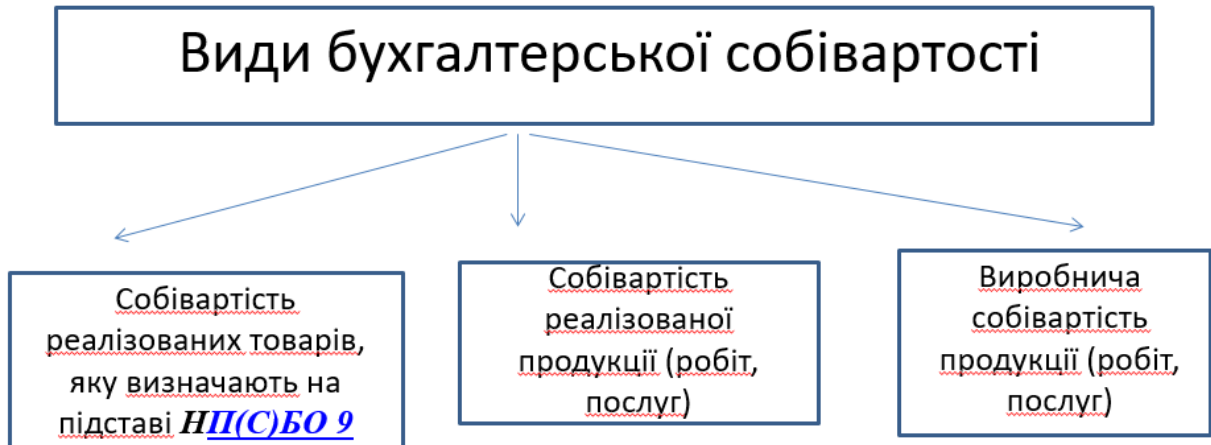 Види бухгалтерської собівартості
Собівартість
реалізованих товарів,
яку визначають на
підставі НП(С)БО 9
Собівартість
реалізованої
продукції (робіт,
послуг)
Виробнича
собівартість
продукції (робіт,
послуг)